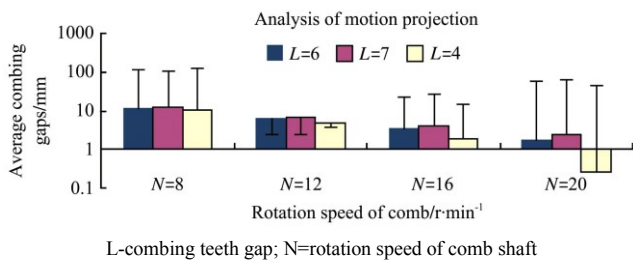 Analysis of motion projection
1000
100
10
1
0.1
Average combing
gaps/mm
L=6 L=7 L=4
N=8 N=12 N=16 N=20
Rotation speed of comb/r·min⁻¹
L-combing teeth gap; N=rotation speed of comb shaft